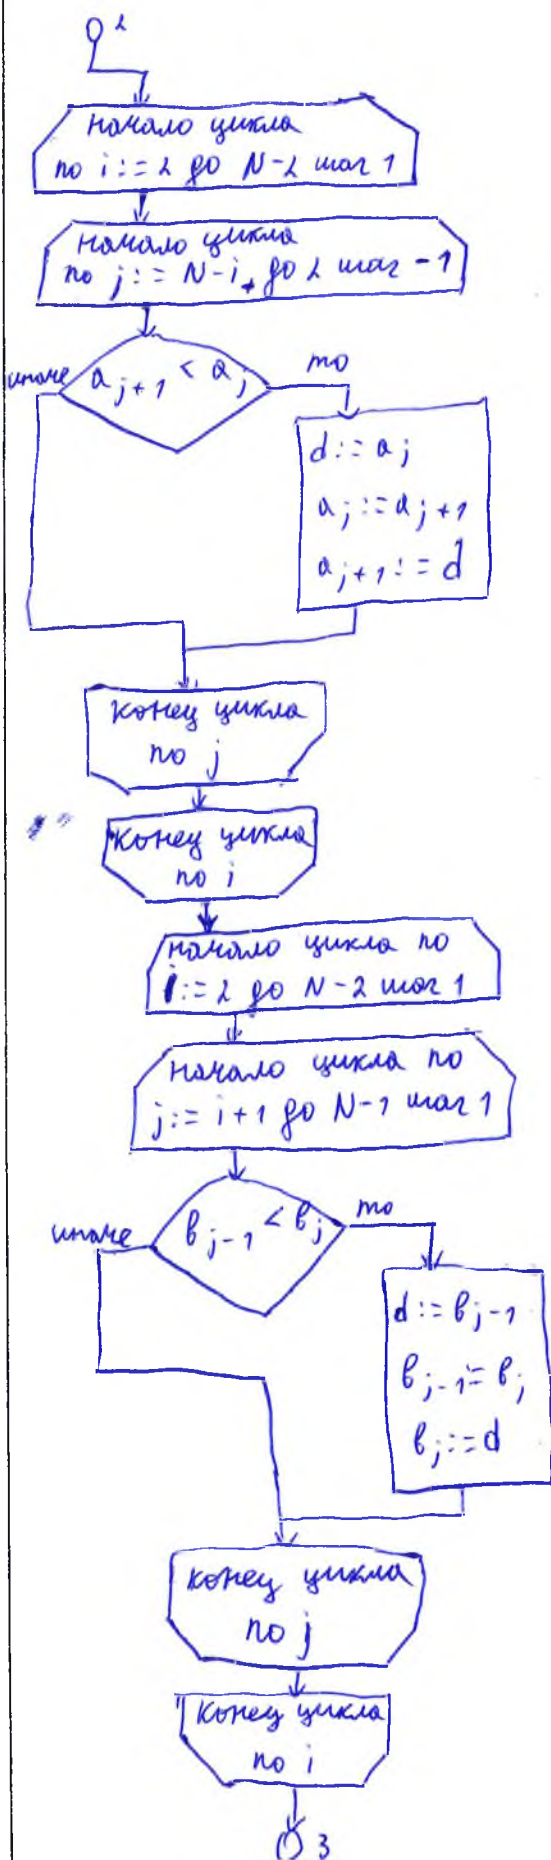 2
начало цикла
по i := 2 до N-2 шаг 1
начало цикла
по j := N-i, до 2 шаг -1
a j+1 < a j
иначе
то
d := a j
a j := a j+1
a j+1 := d
конец цикла
по j
конец цикла
по i
начало цикла по
i := 2 до N-2 шаг 1
начало цикла по
j := i+1 до N-1 шаг 1
в j-1 < в j
иначе
то
d := в j-1
в j-1 = в j
в j := d
конец цикла
по j
конец цикла
по i
3